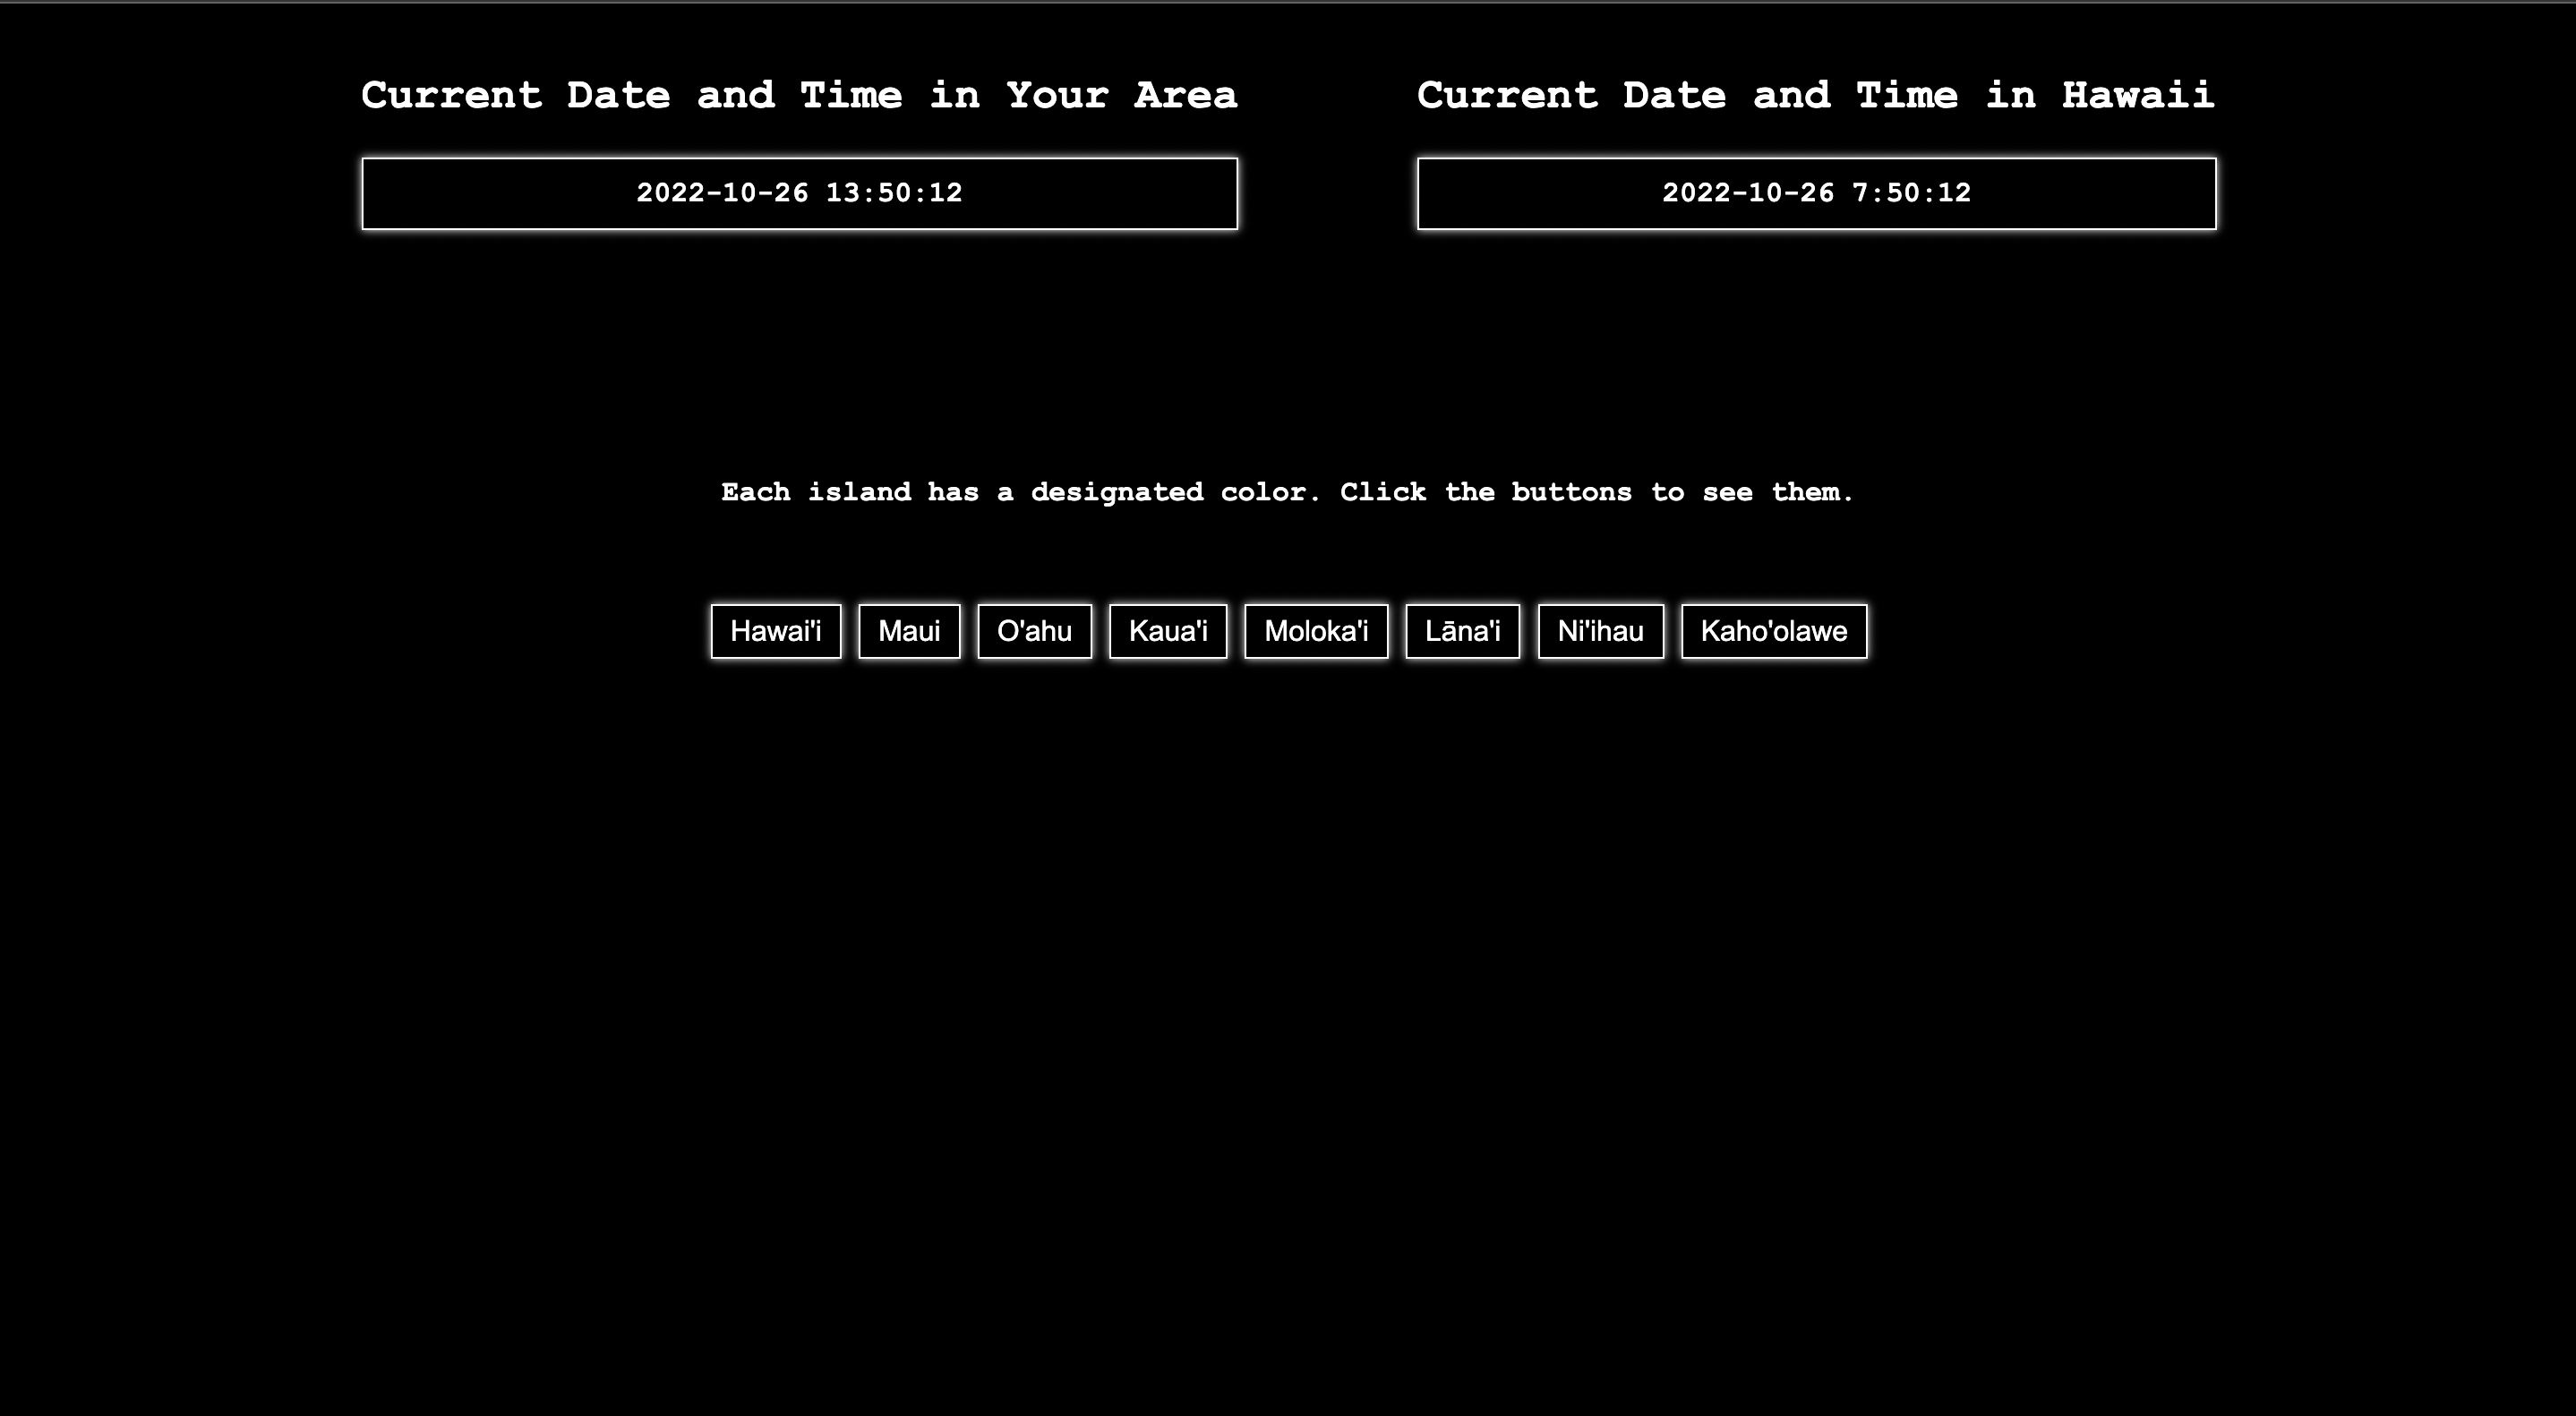 Current Date and Time in Your Area
2022-10-26 13:50:12
Current Date and Time in Hawaii
2022-10-26 7:50:12
Each island has a designated color. Click the buttons to see them.
Hawai'i Maui O'ahu Kaua'i Moloka'i Lāna'i Ni'ihau Kaho'olawe